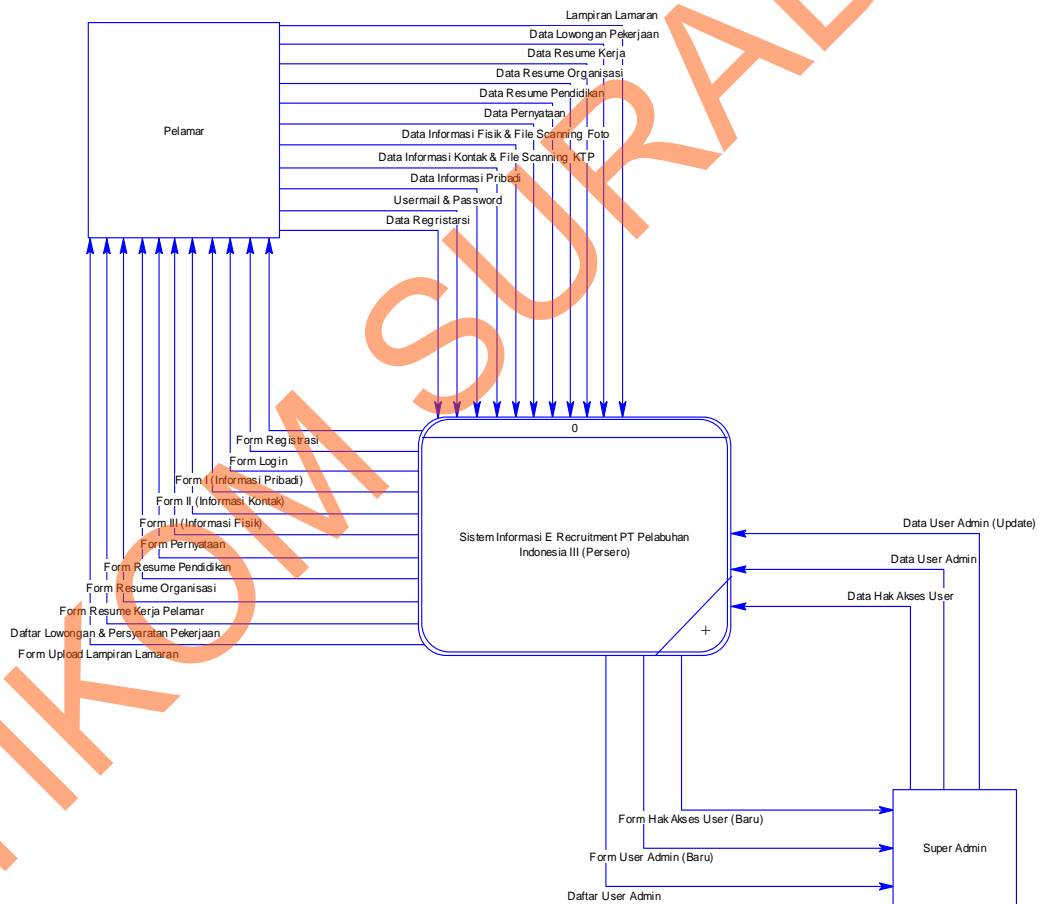 Lampiran Lamaran
Data Lowongan Pekerjaan
Data Resume Kerja
Data Resume Organisasi
Data Resume Pendidikan
Data Pernyataan
Data Informasi Fisik & File Scanning Foto
Data Informasi Kontak & File Scanning KTP
Data Informasi Pribadi
Usermail & Password
Data Regristarsi
Pelamar
0
Sistem Informasi E Recruitment PT Pelabuhan
Indonesia III (Persero)
+
Form Registrasi
Form Login
Form I (Informasi Pribadi)
Form II (Informasi Kontak)
Form III (Informasi Fisik)
Form Pernyataan
Form Resume Pendidikan
Form Resume Organisasi
Form Resume Kerja Pelamar
Daftar Lowongan & Persyaratan Pekerjaan
Form Upload Lampiran Lamaran
Data User Admin (Update)
Data User Admin
Data Hak Akses User
Form Hak Akses User (Baru)
Form User Admin (Baru)
Daftar User Admin
Super Admin
IKOM SURA